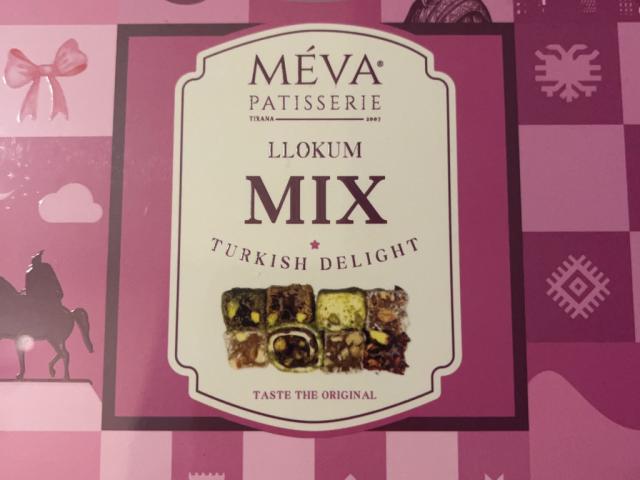 MÉVA®
PATISSERIE
TIRANA 2007
LLOKUM
MIX
TURKISH DELIGHT
TASTE THE ORIGINAL